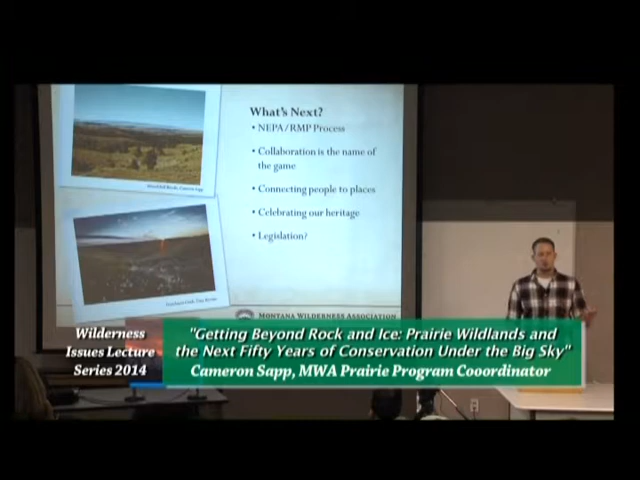 What's Next?
• NEPA/RMP Process
• Collaboration is the name of
the game
• Connecting people to places
• Celebrating our heritage
• Legislation?
MONTANA WILDERNESS ASSOCIATION
Wilderness
Issues Lecture
Series 2014
"Getting Beyond Rock and Ice: Prairie Wildlands and
the Next Fifty Years of Conservation Under the Big Sky"
Cameron Sapp, MWA Prairie Program Cooordinator